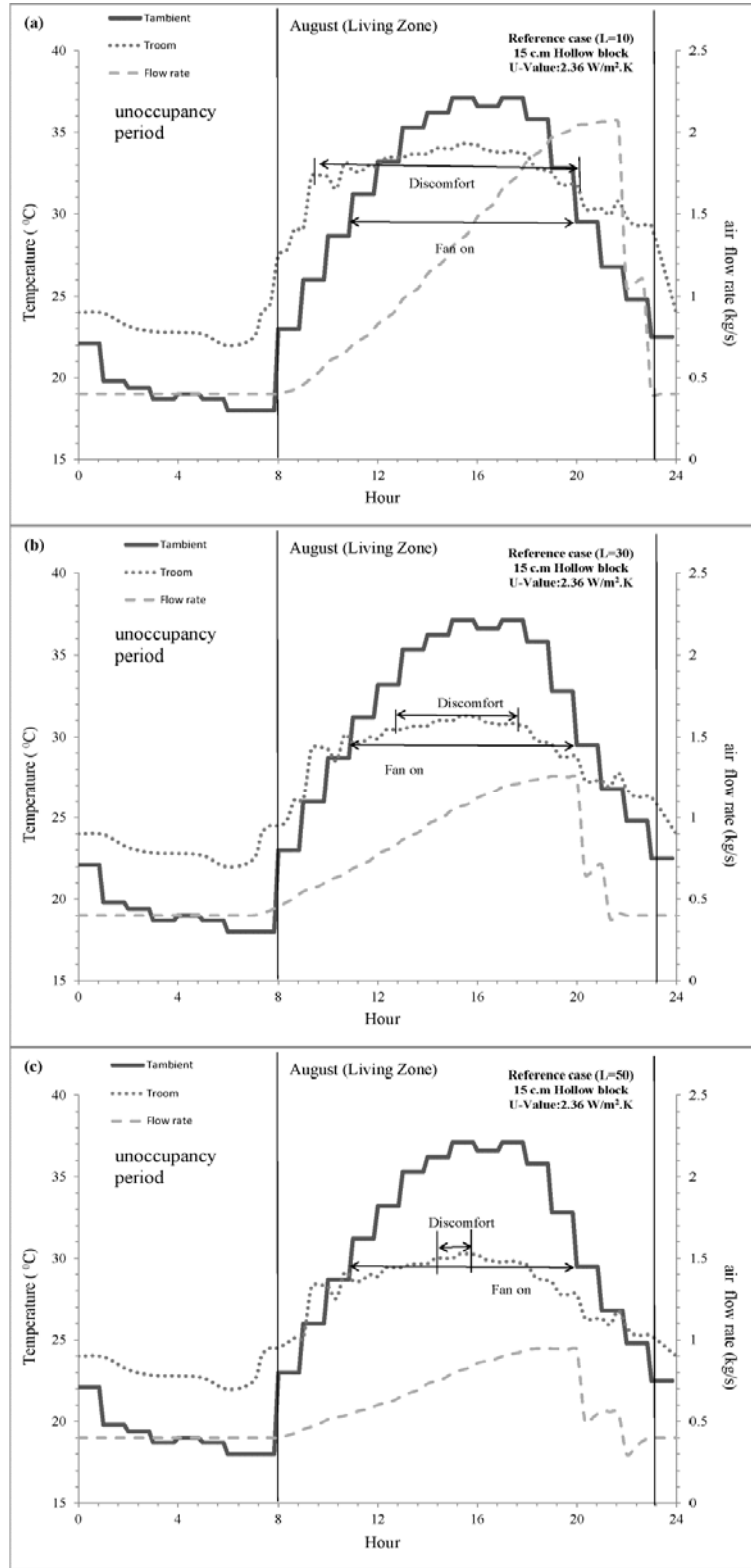 (a)
Tambient
Troom
Flow rate
August (Living Zone)
Reference case (L=10)
15 c.m Hollow block
U-Value:2.36 W/m².K
unoccupancy
period
Discomfort
Fan on
Temperature ( ⁰C)
40
35
30
25
20
15
air flow rate (kg/s)
2.5
2
1.5
1
0.5
0
0 4 8 12 16 20 24
Hour
(b)
Tambient
Troom
Flow rate
August (Living Zone)
Reference case (L=30)
15 c.m Hollow block
U-Value:2.36 W/m².K
unoccupancy
period
Discomfort
Fan on
Temperature ( ⁰C)
40
35
30
25
20
15
air flow rate (kg/s)
2.5
2
1.5
1
0.5
0
0 4 8 12 16 20 24
Hour
(c)
Tambient
Troom
Flow rate
August (Living Zone)
Reference case (L=50)
15 c.m Hollow block
U-Value:2.36 W/m².K
unoccupancy
period
Discomfort
Fan on
Temperature ( ⁰C)
40
35
30
25
20
15
air flow rate (kg/s)
2.5
2
1.5
1
0.5
0
0 4 8 12 16 20 24
Hour